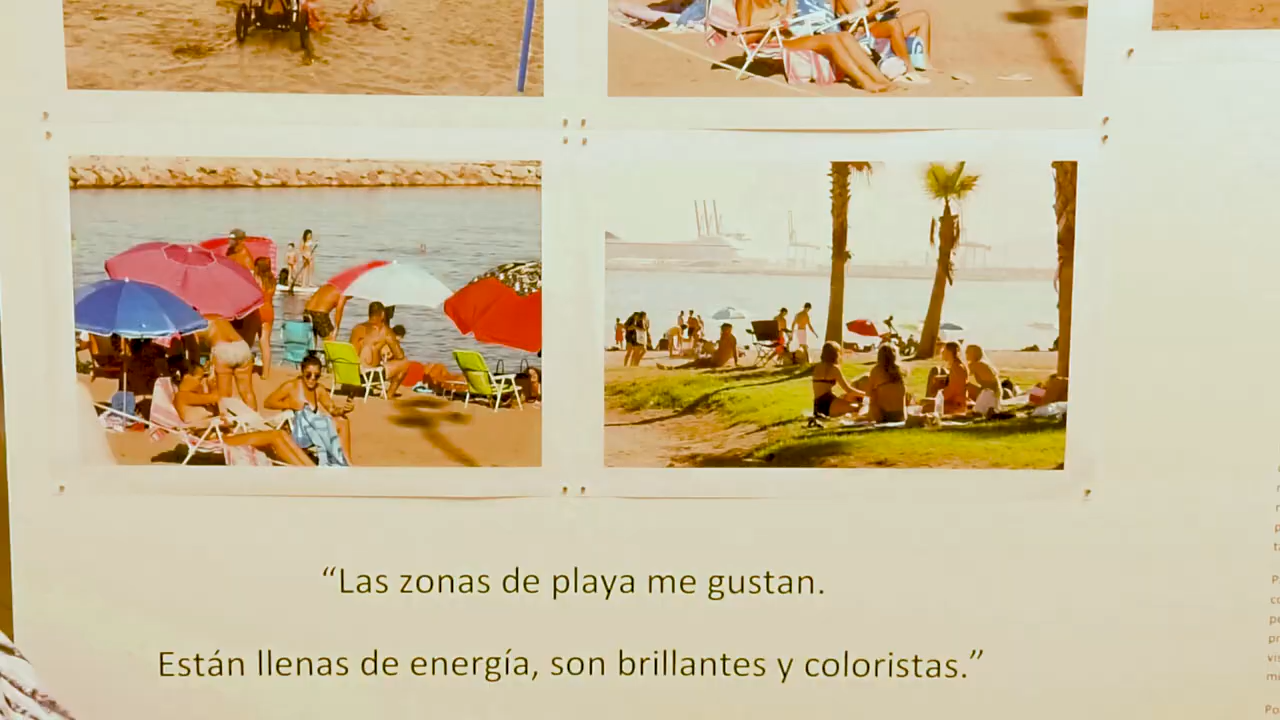 “Las zonas de playa me gustan.
Están llenas de energía, son brillantes y coloristas.”